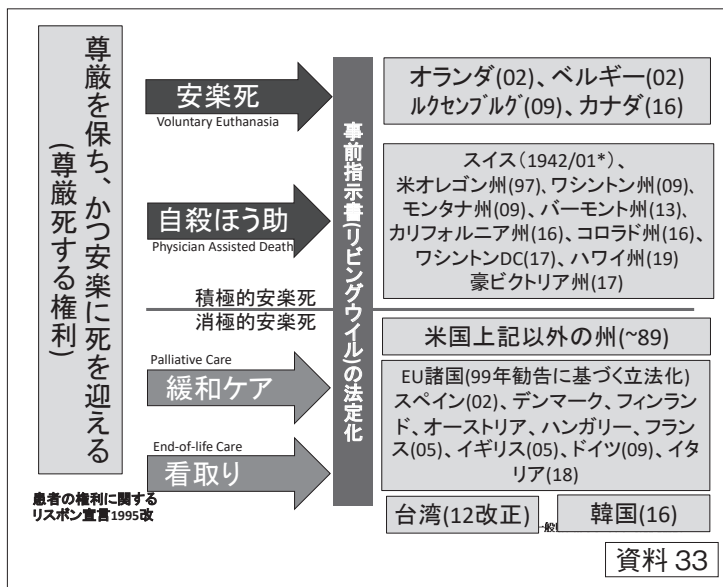 尊厳を保ち、かつ安楽に死を迎える
(尊厳死する権利)
患者の権利に関する
リスボン宣言1995改
安楽死
Voluntary Euthanasia
自殺ほう助
Physician Assisted Death
積極的安楽死
消極的安楽死
Palliative Care
緩和ケア
End-of-life Care
看取り
事前指示書(リビングウイル)の法定化
オランダ(02)、ベルギー(02)
ルクセンブルグ(09)、カナダ(16)
スイス(1942/01*)、
米オレゴン州(97)、ワシントン州(09)、
モンタナ州(09)、バーモント州(13)、
カリフォルニア州(16)、コロラド州(16)、
ワシントンDC(17)、ハワイ州(19)
豪ビクトリア州(17)
米国上記以外の州(~89)
EU諸国(99年勧告に基づく立法化)
スペイン(02)、デンマーク、フィンラン
ド、オーストリア、ハンガリー、フラン
ス(05)、イギリス(05)、ドイツ(09)、イタ
リア(18)
台湾(12改正)
韓国(16)
資料 33